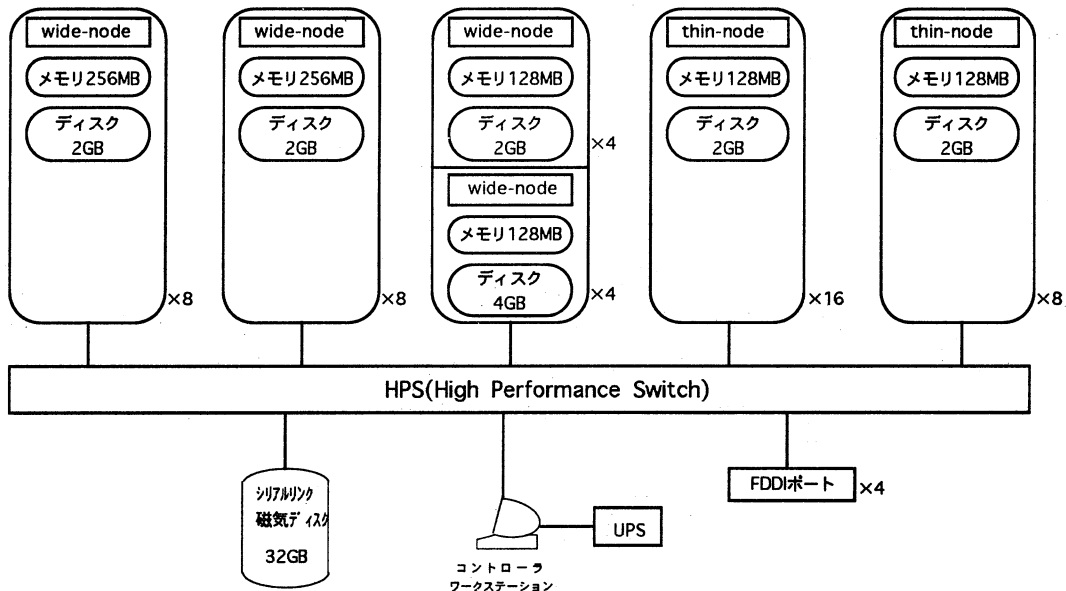 wide-node
メモリ256MB
ディスク
2GB
×8
wide-node
メモリ256MB
ディスク
2GB
×8
wide-node
メモリ128MB
ディスク
2GB
×4
wide-node
メモリ128MB
ディスク
4GB
×4
thin-node
メモリ128MB
ディスク
2GB
×16
thin-node
メモリ128MB
ディスク
2GB
×8
HPS(High Performance Switch)
シリアルリンク
磁気ディスク
32GB
コントローラ
ワークステーション
UPS
FDDIポート
×4